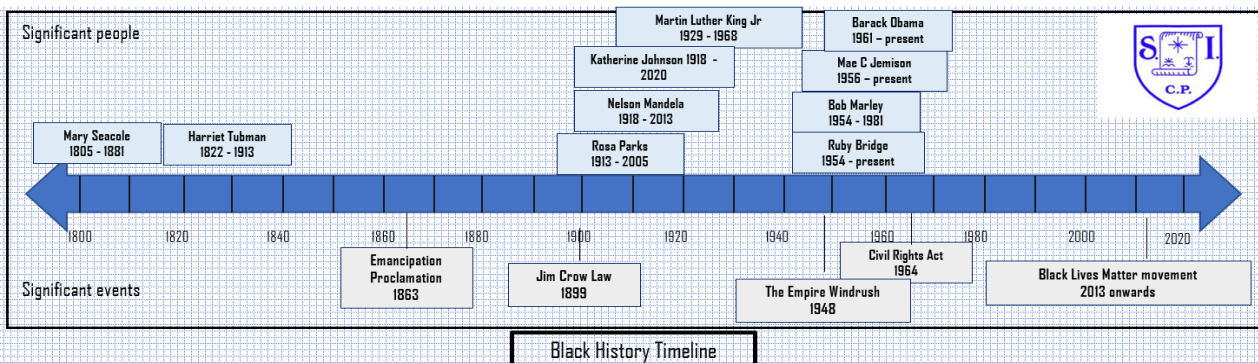 Significant people
Martin Luther King Jr
1929 - 1968
Barack Obama
1961 – present
Katherine Johnson 1918 -
2020
Mae C Jemison
1956 – present
Nelson Mandela
1918 - 2013
Bob Marley
1954 - 1981
Mary Seacole
1805 - 1881
Harriet Tubman
1822 - 1913
Rosa Parks
1913 - 2005
Ruby Bridge
1954 - present
S. I.
C.P.
1800 1820 1840 1860 1880 1900 1920 1940 1960 1980 2000 2020
Emancipation
Proclamation
1863
Jim Crow Law
1899
The Empire Windrush
1948
Civil Rights Act
1964
Black Lives Matter movement
2013 onwards
Significant events
Black History Timeline